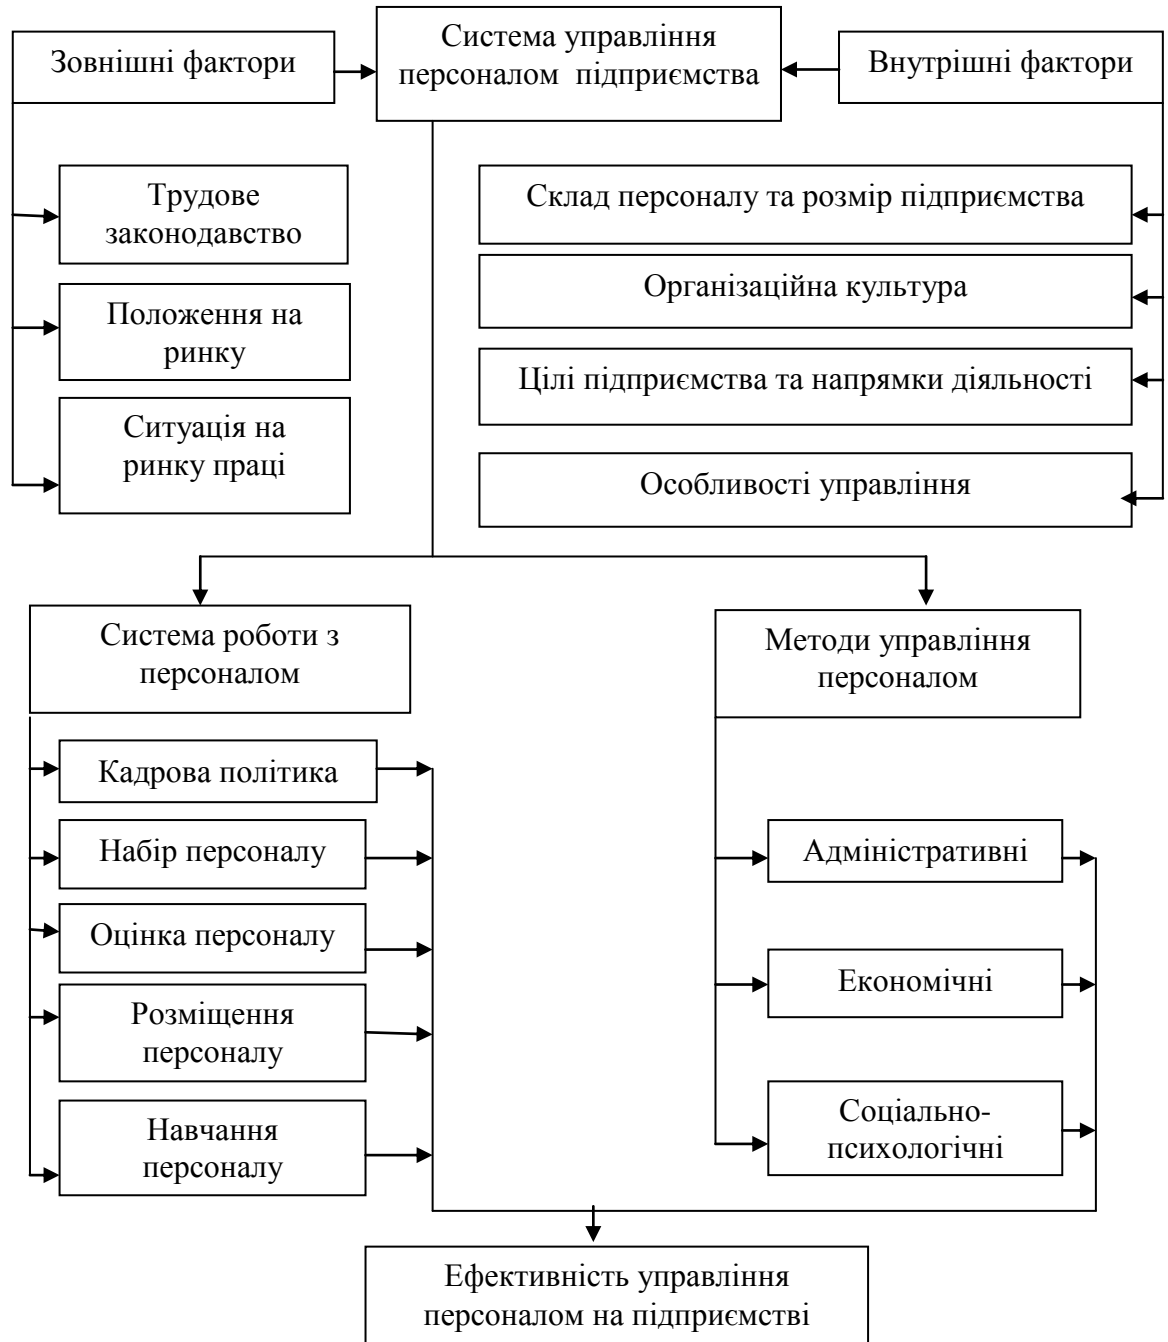 Зовнішні фактори
Система управління
персоналом підприємства
Внутрішні фактори
Трудове
законодавство
Положення на
ринку
Ситуація на
ринку праці
Склад персоналу та розмір підприємства
Організаційна культура
Цілі підприємства та напрямки діяльності
Особливості управління
Система роботи з
персоналом
Методи управління
персоналом
Кадрова політика
Набір персоналу
Оцінка персоналу
Розміщення
персоналу
Навчання
персоналу
Адміністративні
Економічні
Соціально-
психологічні
Ефективність управління
персоналом на підприємстві